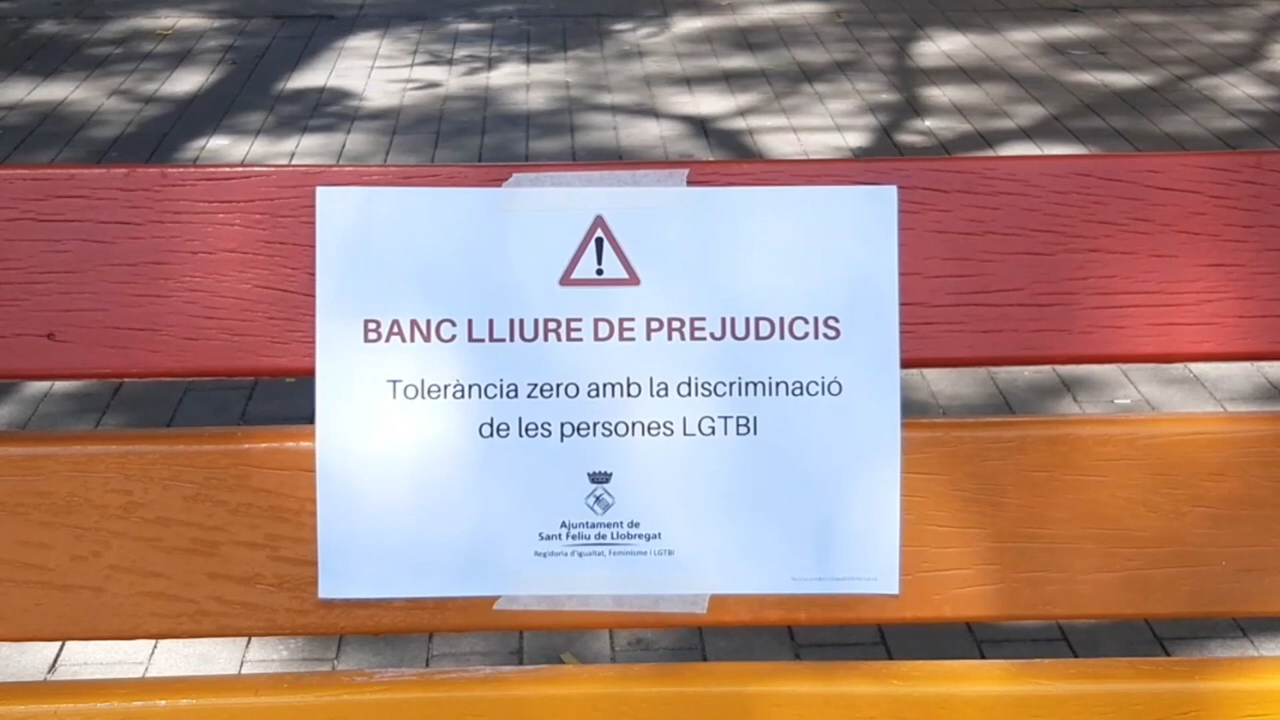 BANC LLIURE DE PREJUDICIS
Tolerància zero amb la discriminació
de les persones LGTBI
Ajuntament de
Sant Feliu de Llobregat
Regidoria d'Igualtat, Feminisme i LGTBI